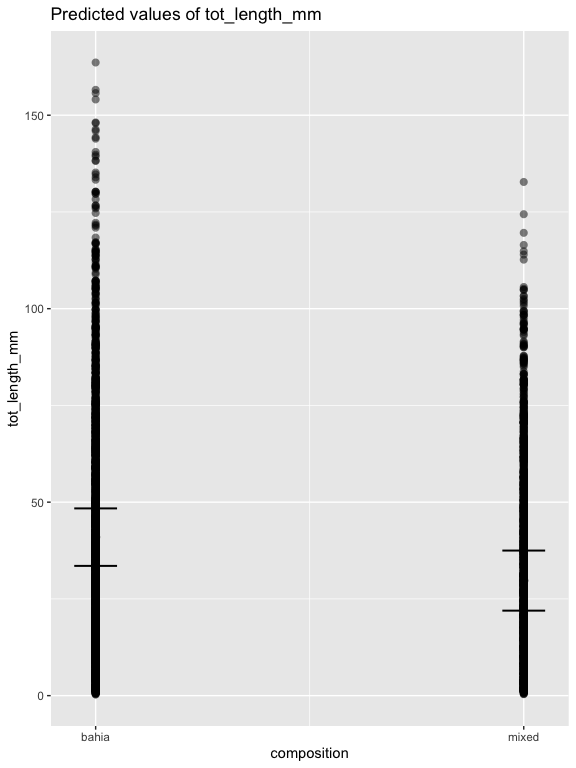 Predicted values of tot_length_mm
150
100
50
0
tot_length_mm
bahia
mixed
composition